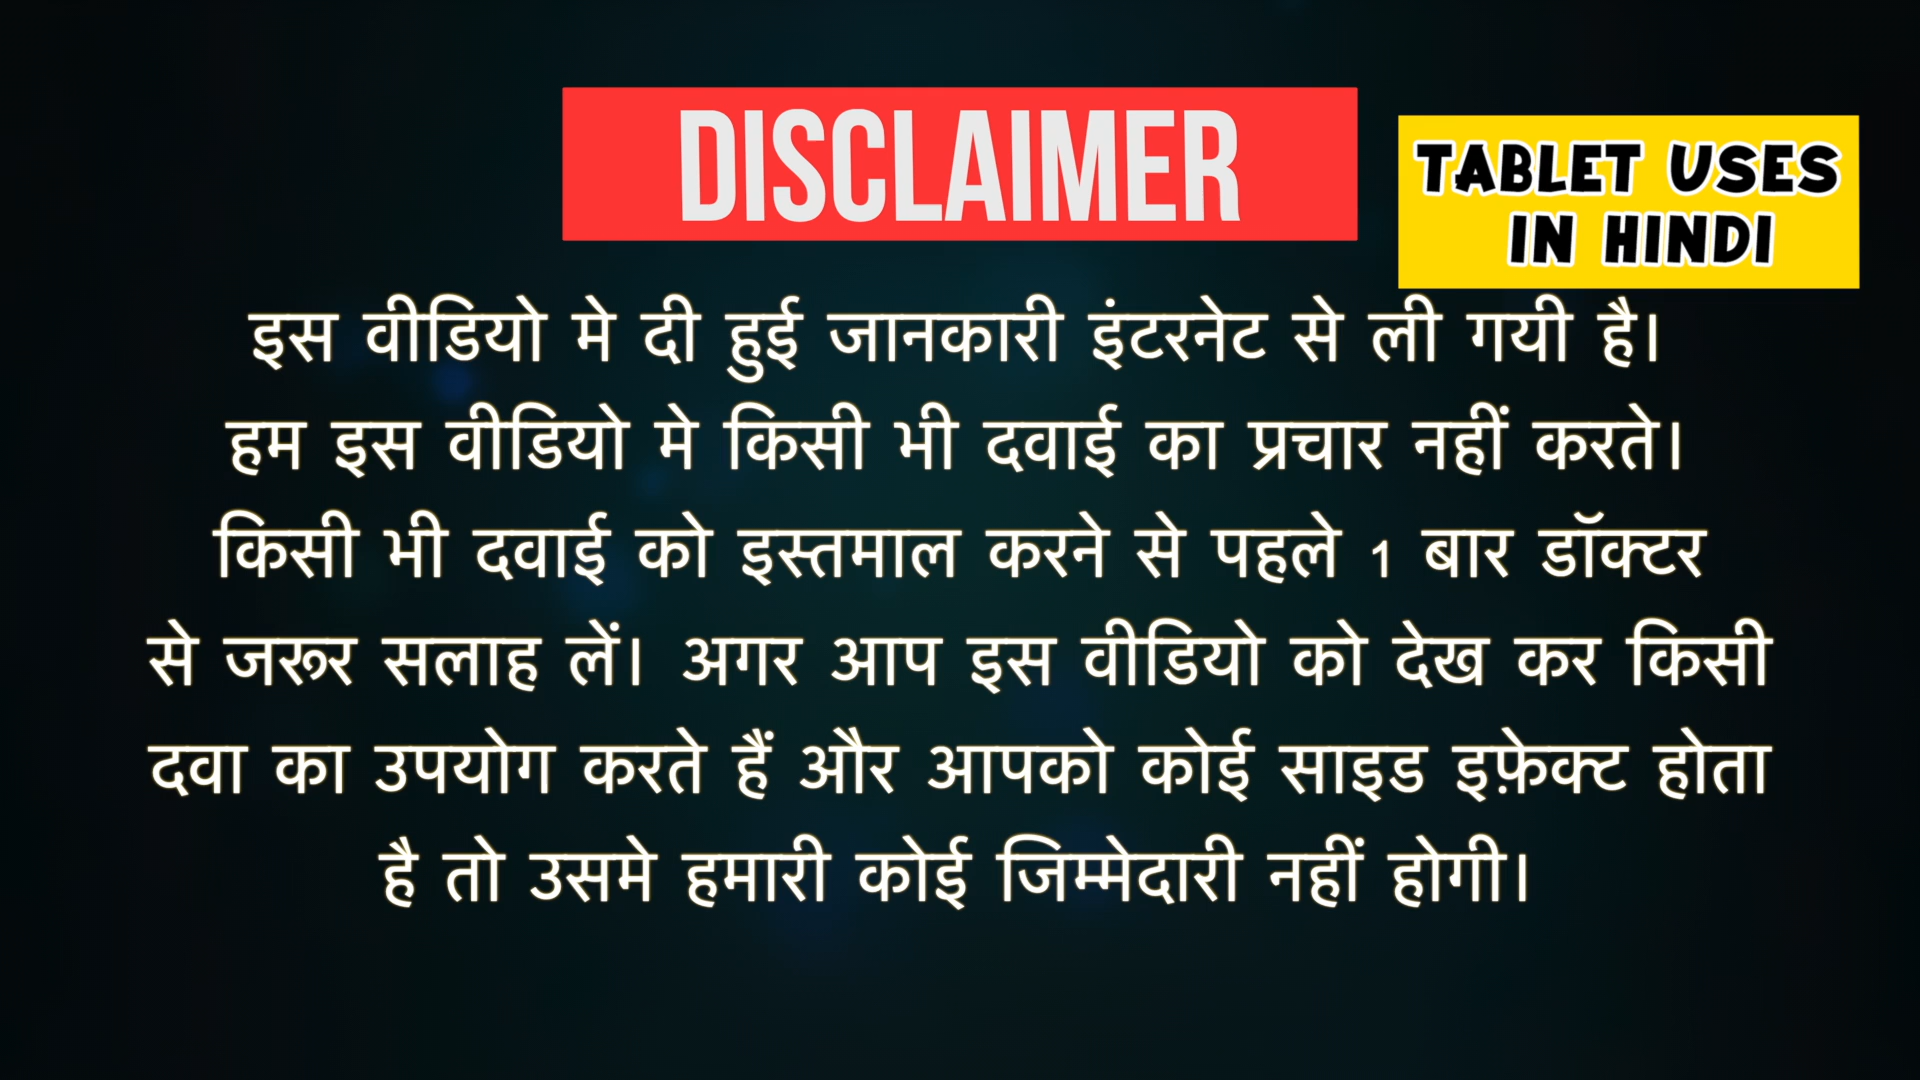 DISCLAIMER
TABLET USES
IN HINDI
इस वीडियो मे दी हुई जानकारी इंटरनेट से ली गयी है।
हम इस वीडियो मे किसी भी दवाई का प्रचार नहीं करते।
किसी भी दवाई को इस्तमाल करने से पहले 1 बार डॉक्टर
से जरूर सलाह लें। अगर आप इस वीडियो को देख कर किसी
दवा का उपयोग करते हैं और आपको कोई साइड इफ़ेक्ट होता
है तो उसमे हमारी कोई जिम्मेदारी नहीं होगी।